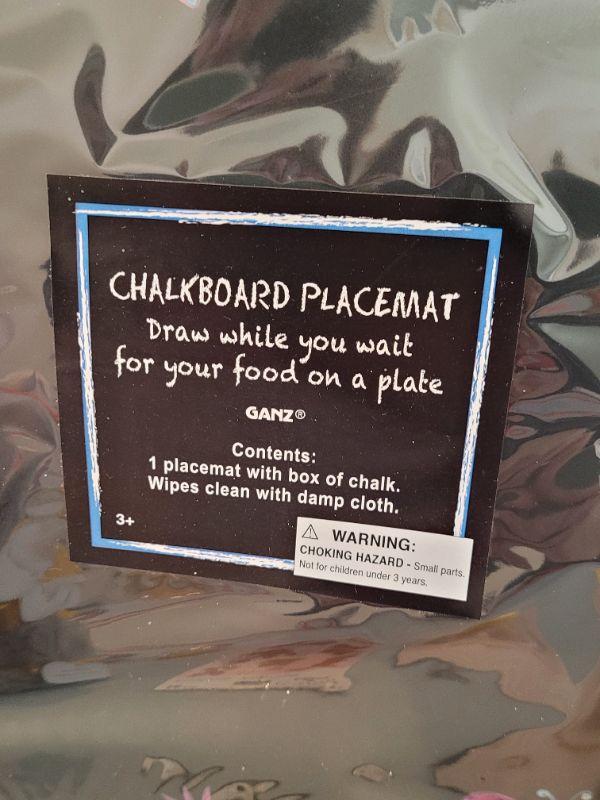 CHALKBOARD PLACEMAT
Draw while you wait
for your food on a plate
GANZ®
Contents:
1 placemat with box of chalk.
Wipes clean with damp cloth.
3+
⚠ WARNING:
CHOKING HAZARD - Small parts.
Not for children under 3 years.